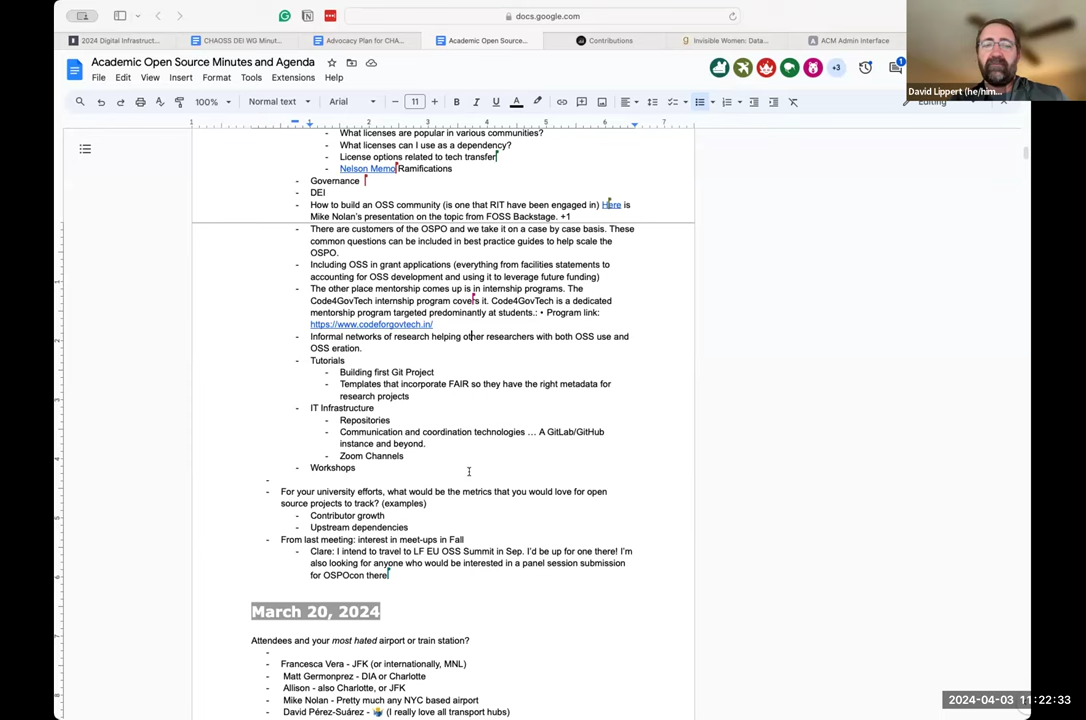 docs.google.com
2024 Digital Infrastruct...
CHAOSS DEI WG Minut...
Advocacy Plan for CHA...
Academic Open Source...
Contributions
Invisible Women: Data...
ACM Admin Interface
Academic Open Source Minutes and Agenda
File Edit View Insert Format Tools Extensions Help
+3
1
David Lippert (he/him...
100%
Normal text
Arial
11
Editing
1 1 2 3 4 5 6 7
What licenses are popular in various communities?
- What licenses can I use as a dependency?
- License options related to tech transfer
- Nelson Memo Ramifications
- Governance
- DEI
- How to build an OSS community (is one that RIT have been engaged in) Here is
Mike Nolan's presentation on the topic from FOSS Backstage. +1
- There are customers of the OSPO and we take it on a case by case basis. These
common questions can be included in best practice guides to help scale the
OSPO.
- Including OSS in grant applications (everything from facilities statements to
accounting for OSS development and using it to leverage future funding)
- The other place mentorship comes up is in internship programs. The
Code4GovTech internship program covers it. Code4GovTech is a dedicated
mentorship program targeted predominantly at students.: • Program link:
https://www.codeforgovtech.in/
- Informal networks of research helping other researchers with both OSS use and
OSS eration.
- Tutorials
- Building first Git Project
- Templates that incorporate FAIR so they have the right metadata for
research projects
- IT Infrastructure
- Repositories
- Communication and coordination technologies … A GitLab/GitHub
instance and beyond.
- Zoom Channels
- Workshops
-
- For your university efforts, what would be the metrics that you would love for open
source projects to track? (examples)
- Contributor growth
- Upstream dependencies
- From last meeting: interest in meet-ups in Fall
- Clare: I intend to travel to LF EU OSS Summit in Sep. I'd be up for one there! I'm
also looking for anyone who would be interested in a panel session submission
for OSPOcon there
March 20, 2024
Attendees and your most hated airport or train station?
-
- Francesca Vera - JFK (or internationally, MNL)
- Matt Germonprez - DIA or Charlotte
- Allison - also Charlotte, or JFK
- Mike Nolan - Pretty much any NYC based airport
- David Pérez-Suárez - (I really love all transport hubs)
2024-04-03 11:22:33